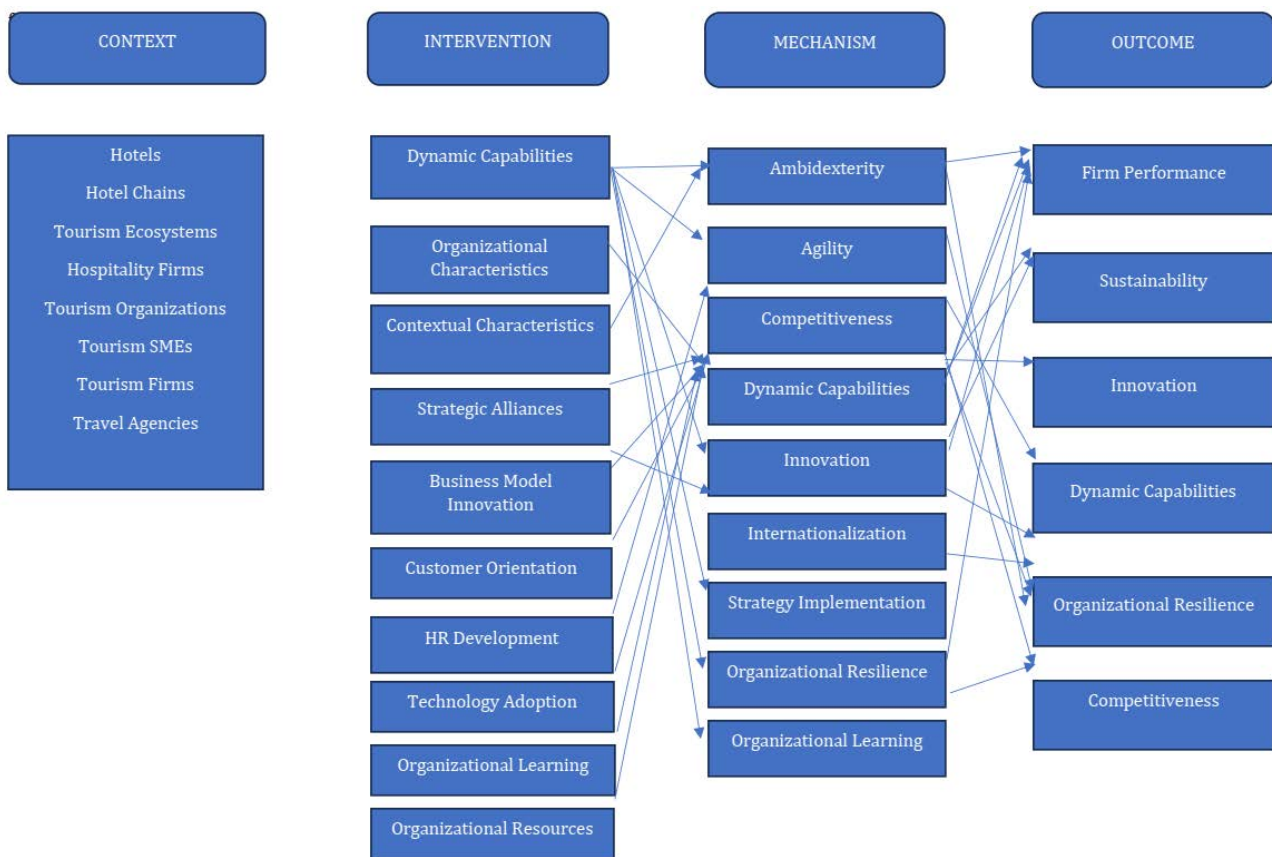 CONTEXT
INTERVENTION
MECHANISM
OUTCOME
Hotels
Hotel Chains
Tourism Ecosystems
Hospitality Firms
Tourism Organizations
Tourism SMEs
Tourism Firms
Travel Agencies
Dynamic Capabilities
Organizational
Characteristics
Contextual Characteristics
Strategic Alliances
Business Model
Innovation
Customer Orientation
HR Development
Technology Adoption
Organizational Learning
Organizational Resources
Ambidexterity
Agility
Competitiveness
Dynamic Capabilities
Innovation
Internationalization
Strategy Implementation
Organizational Resilience
Organizational Learning
Firm Performance
Sustainability
Innovation
Dynamic Capabilities
Organizational Resilience
Competitiveness